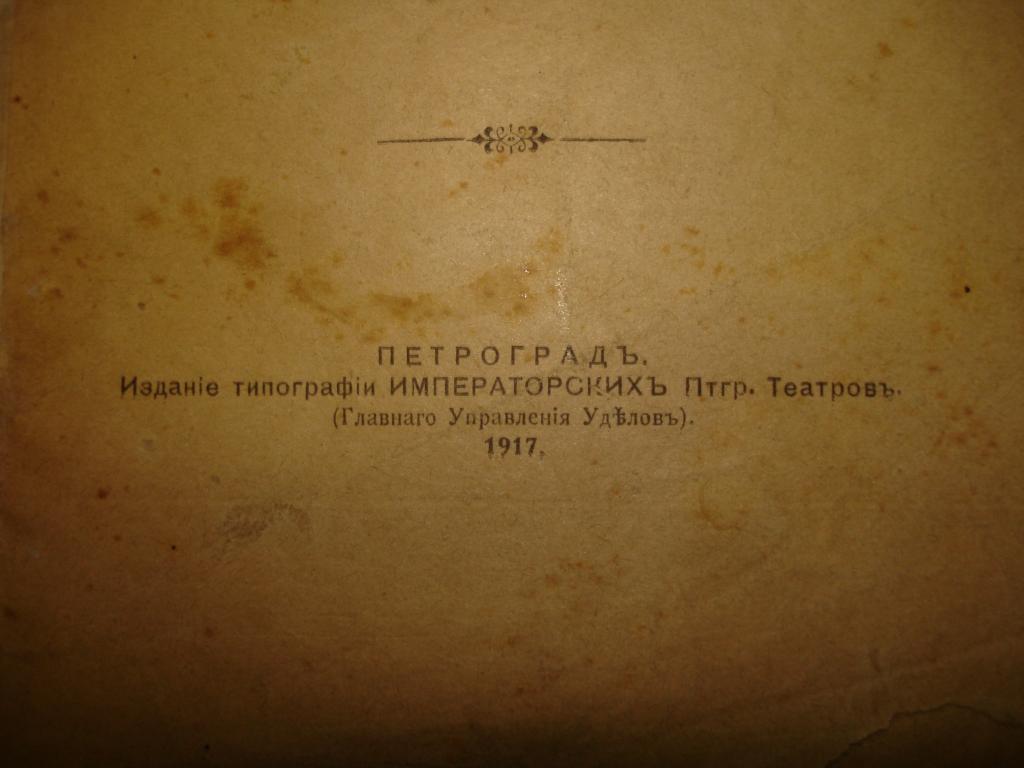 ПЕТРОГРАДЪ.
Изданіе типографіи ИМПЕРАТОРСКИХЪ Птгр. Театровъ.
(Главнаго Управленія Удѣловъ).
1917.